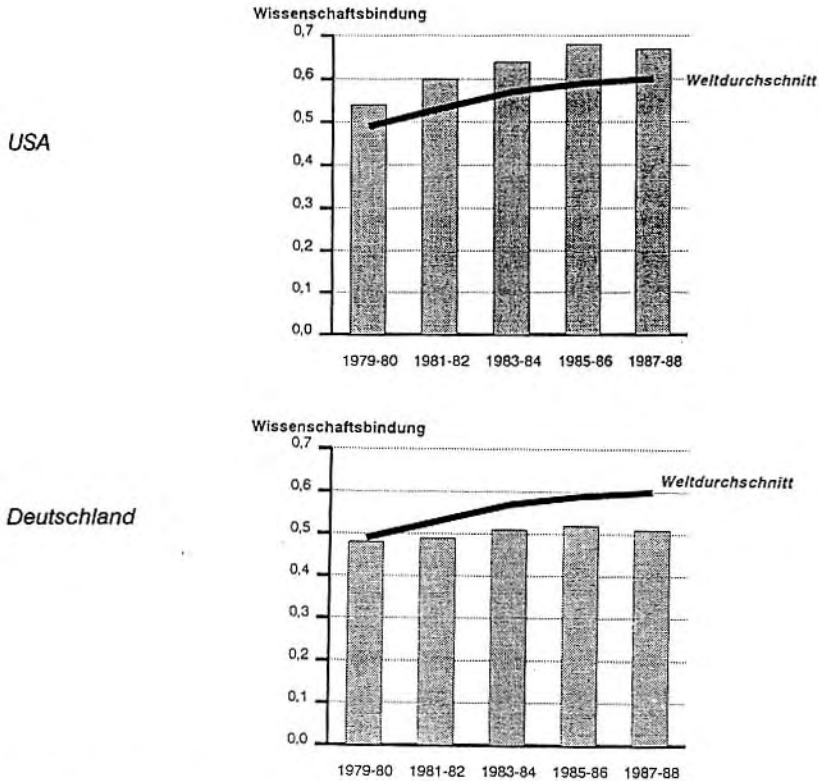 Wissenschaftsbindung
0,7
0,6
Weltdurchschnitt
0,5
USA
0,4
0,3
0,2
0,1
0,0
1979-80 1981-82 1983-84 1985-86 1987-88
Wissenschaftsbindung
0,7
0,6
Weltdurchschnitt
0,5
Deutschland
0,4
0,3
0,2
0,1
0,0
1979-80 1981-82 1983-84 1985-86 1987-88